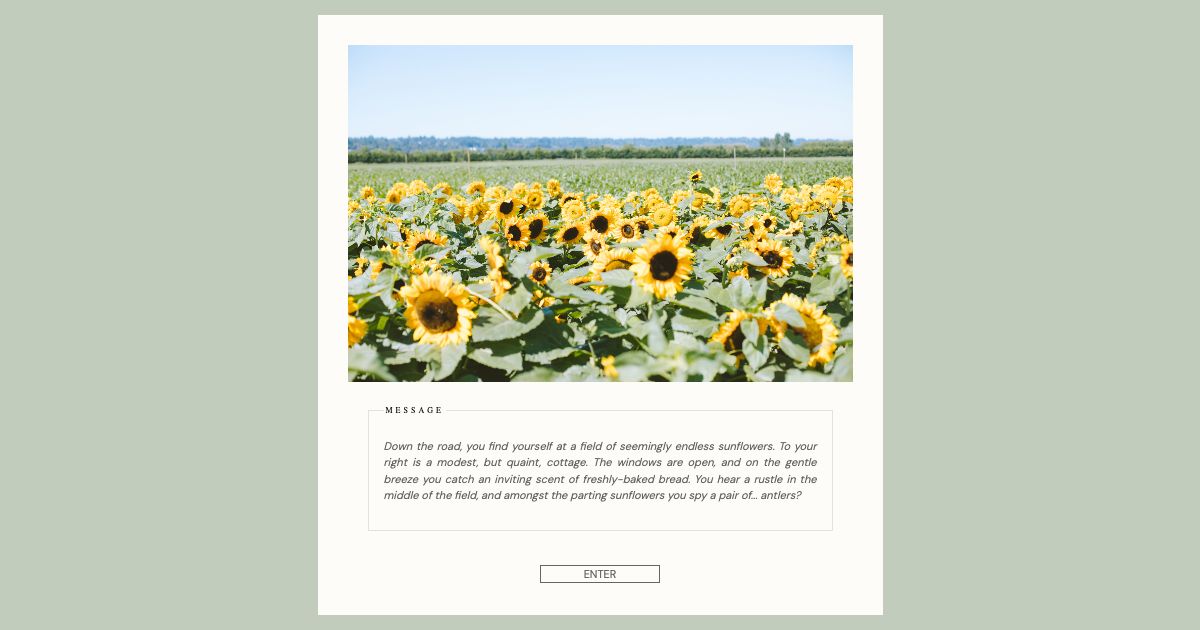 MESSAGE
Down the road, you find yourself at a field of seemingly endless sunflowers. To your
right is a modest, but quaint, cottage. The windows are open, and on the gentle
breeze you catch an inviting scent of freshly-baked bread. You hear a rustle in the
middle of the field, and amongst the parting sunflowers you spy a pair of... antlers?
ENTER